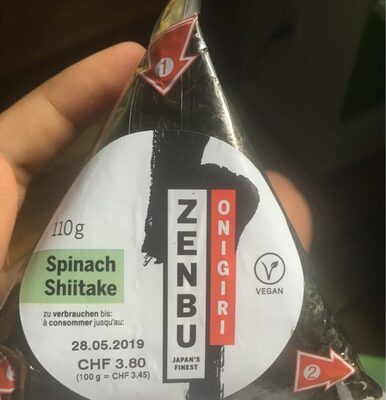 1
110 g
Spinach
Shiitake
zu verbrauchen bis:
à consommer jusqu'au:
28.05.2019
CHF 3.80
(100 g = CHF 3.45)
ZENBU
JAPAN'S
FINEST
ONIGIRI
V
VEGAN
2